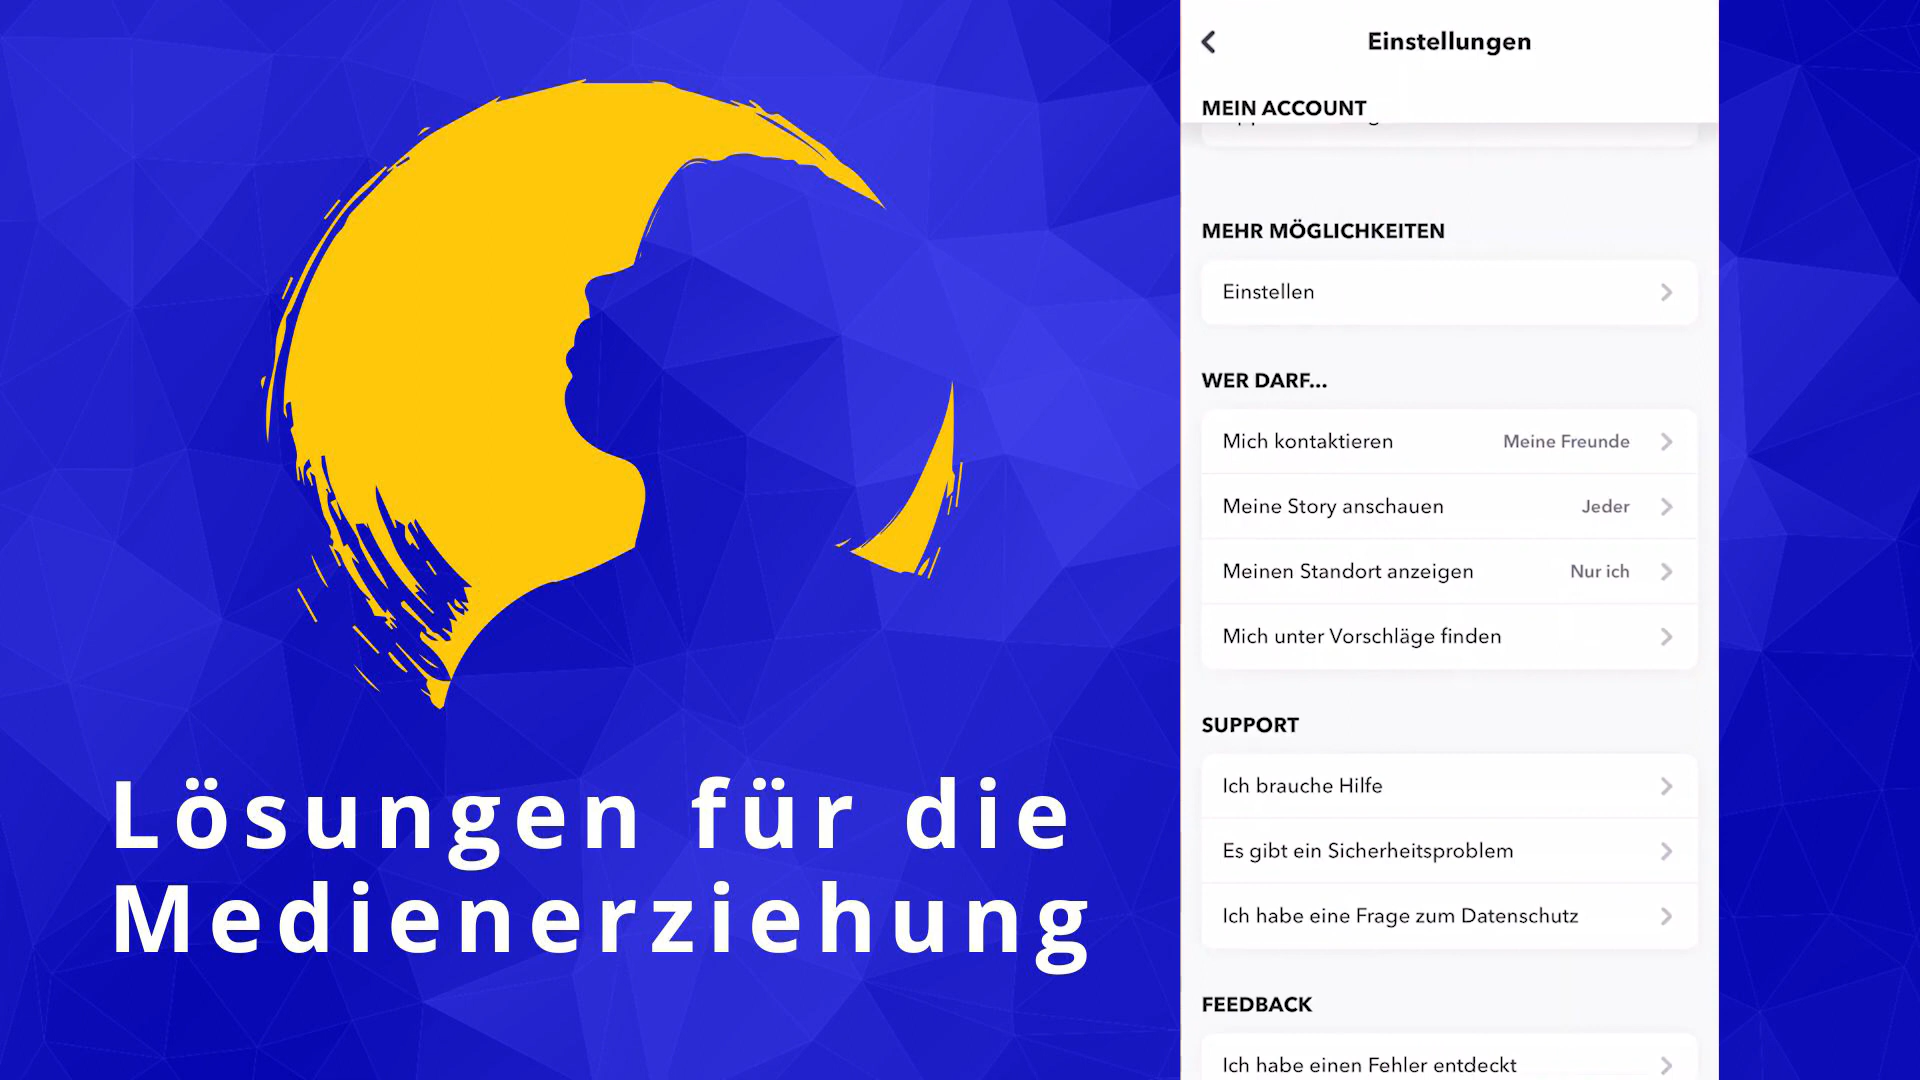 Lösungen für die
Medienerziehung
Einstellungen
MEIN ACCOUNT
MEHR MÖGLICHKEITEN
Einstellen
WER DARF...
Mich kontaktieren Meine Freunde
Meine Story anschauen Jeder
Meinen Standort anzeigen Nur ich
Mich unter Vorschläge finden
SUPPORT
Ich brauche Hilfe
Es gibt ein Sicherheitsproblem
Ich habe eine Frage zum Datenschutz
FEEDBACK
Ich habe einen Fehler entdeckt